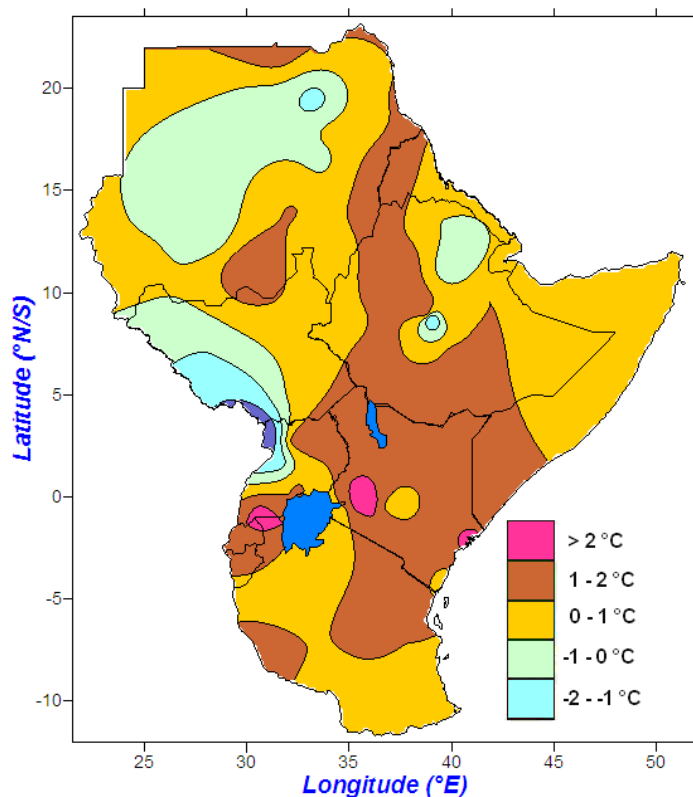 20
15
10
5
0
-5
-10
Latitude (°N/S)
> 2 °C
1 - 2 °C
0 - 1 °C
-1 - 0 °C
-2 - -1 °C
25 30 35 40 45 50
Longitude (°E)